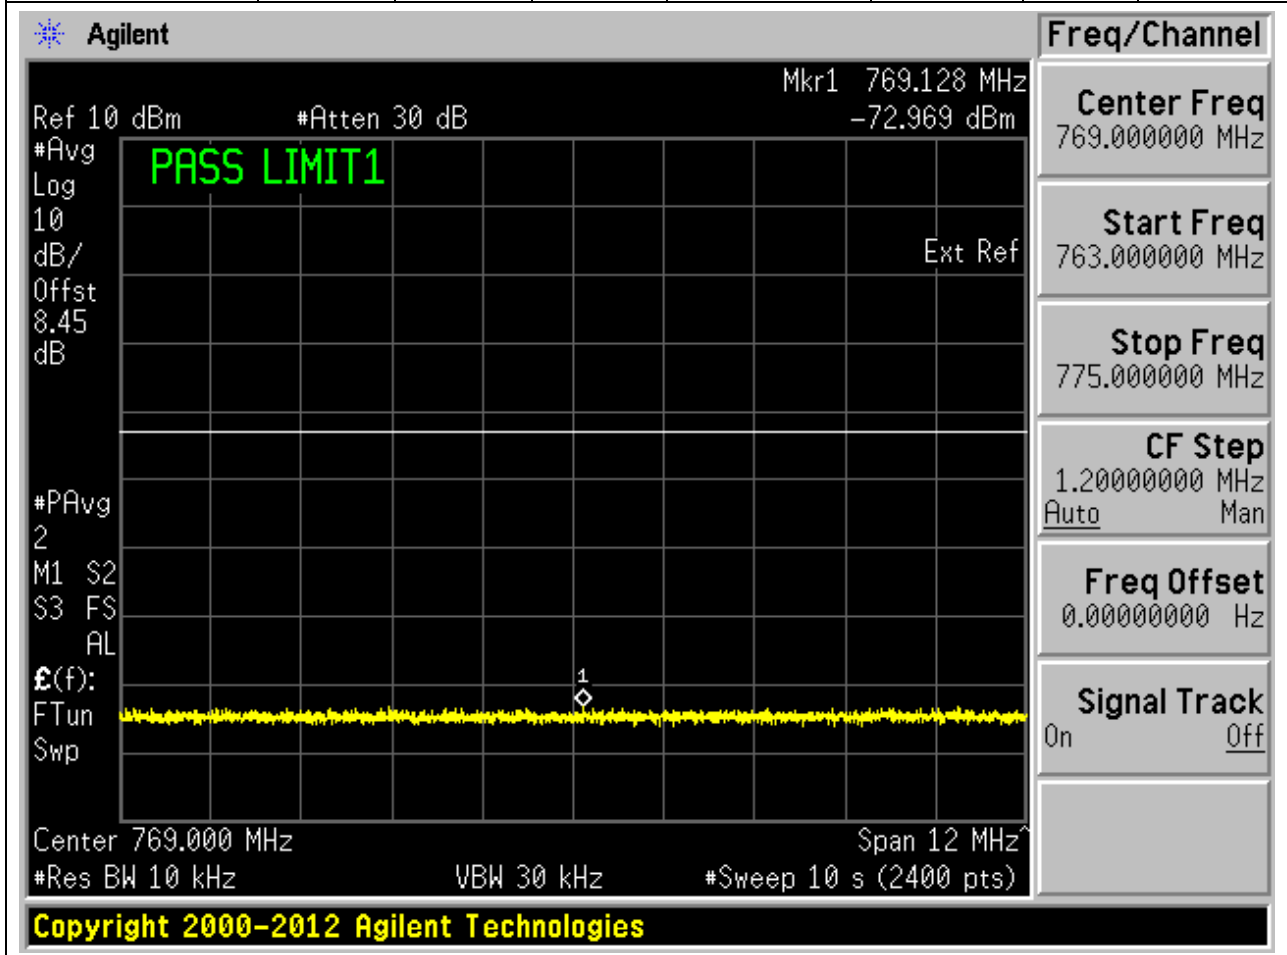 Agilent
Freq/Channel
Mkr1 769.128 MHz
Ref 10 dBm #Atten 30 dB -72.969 dBm
#Avg
Log
10
dB/
Offst
8.45
dB
PASS LIMIT1
Ext Ref
#PAvg
2
M1 S2
S3 FS
AL
£(f):
FTun
Swp
1
Center 769.000 MHz Span 12 MHz^
#Res BW 10 kHz VBW 30 kHz #Sweep 10 s (2400 pts)
Center Freq
769.000000 MHz
Start Freq
763.000000 MHz
Stop Freq
775.000000 MHz
CF Step
1.20000000 MHz
Auto Man
Freq Offset
0.00000000 Hz
Signal Track
On Off
Copyright 2000-2012 Agilent Technologies